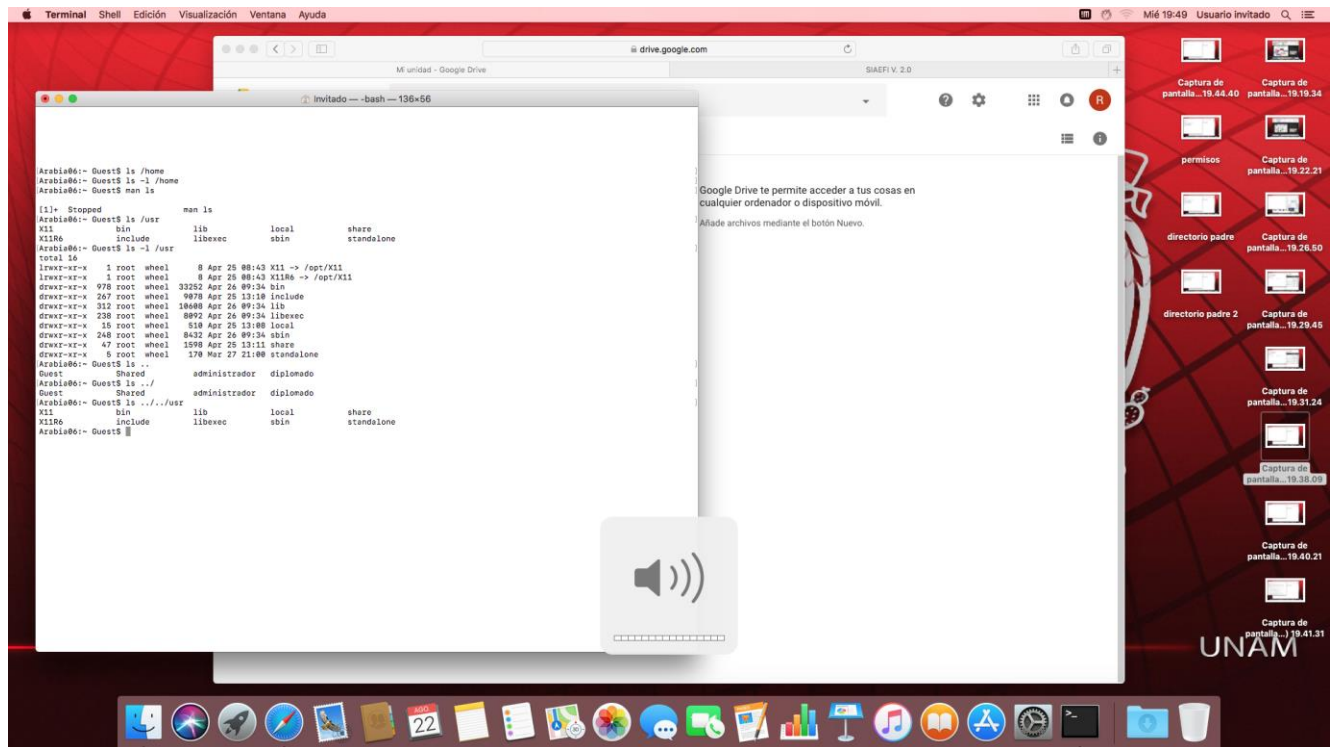 Terminal Shell Edición Visualización Ventana Ayuda
Mié 19:49 Usuario invitado
drive.google.com
Mi unidad - Google Drive
SIAEFI V. 2.0
Invitado — -bash — 136×56
Arabia06:~ Guest$ ls /home
Arabia06:~ Guest$ ls -l /home
Arabia06:~ Guest$ man ls
[1]+ Stopped man ls
Arabia06:~ Guest$ ls /usr
X11 bin lib local share
X11R6 include libexec sbin standalone
Arabia06:~ Guest$ ls -l /usr
total 16
lrwxr-xr-x 1 root wheel 8 Apr 25 08:43 X11 -> /opt/X11
lrwxr-xr-x 1 root wheel 8 Apr 25 08:43 X11R6 -> /opt/X11
drwxr-xr-x 978 root wheel 33252 Apr 26 09:34 bin
drwxr-xr-x 267 root wheel 9078 Apr 25 13:10 include
drwxr-xr-x 312 root wheel 10608 Apr 26 09:34 lib
drwxr-xr-x 238 root wheel 8092 Apr 26 09:34 libexec
drwxr-xr-x 15 root wheel 510 Apr 25 13:08 local
drwxr-xr-x 248 root wheel 8432 Apr 26 09:34 sbin
drwxr-xr-x 47 root wheel 1598 Apr 25 13:11 share
drwxr-xr-x 5 root wheel 170 Mar 27 21:00 standalone
Arabia06:~ Guest$ ls ..
Guest Shared administrador diplomado
Arabia06:~ Guest$ ls ../
Guest Shared administrador diplomado
Arabia06:~ Guest$ ls ../../usr
X11 bin lib local share
X11R6 include libexec sbin standalone
Arabia06:~ Guest$
R
Google Drive te permite acceder a tus cosas en
cualquier ordenador o dispositivo móvil.
Añade archivos mediante el botón Nuevo.
Captura de
pantalla...19.44.40
Captura de
pantalla...19.19.34
permisos
Captura de
pantalla...19.22.21
directorio padre
Captura de
pantalla...19.26.50
directorio padre 2
Captura de
pantalla...19.29.45
Captura de
pantalla...19.31.24
Captura de
pantalla...19.38.09
Captura de
pantalla...19.40.21
Captura de
pantalla...) 19.41.31
UNAM
AGO
22